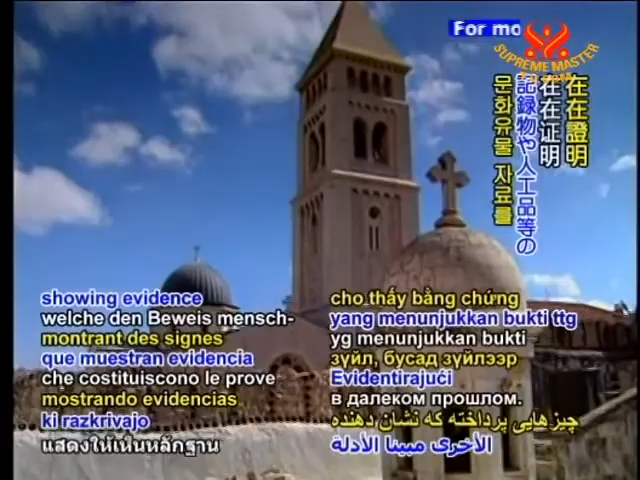 For mo
SUPREME MASTER
TV.COM
在在證明
在在证明
記録物や人工品等の
문화유물 자료를
showing evidence
welche den Beweis mensch-
montrant des signes
que muestran evidencia
che costituiscono le prove
mostrando evidencias
ki razkrivajo
แสดงให้เห็นหลักฐาน
cho thấy bằng chứng
yang menunjukkan bukti ttg
yg menunjukkan bukti
зүйл, бусад зүйлээр
Evidentirajući
в далеком прошлом.
چیزهایی پرداخته که نشان دهنده
الأخرى مبينا الأدلة